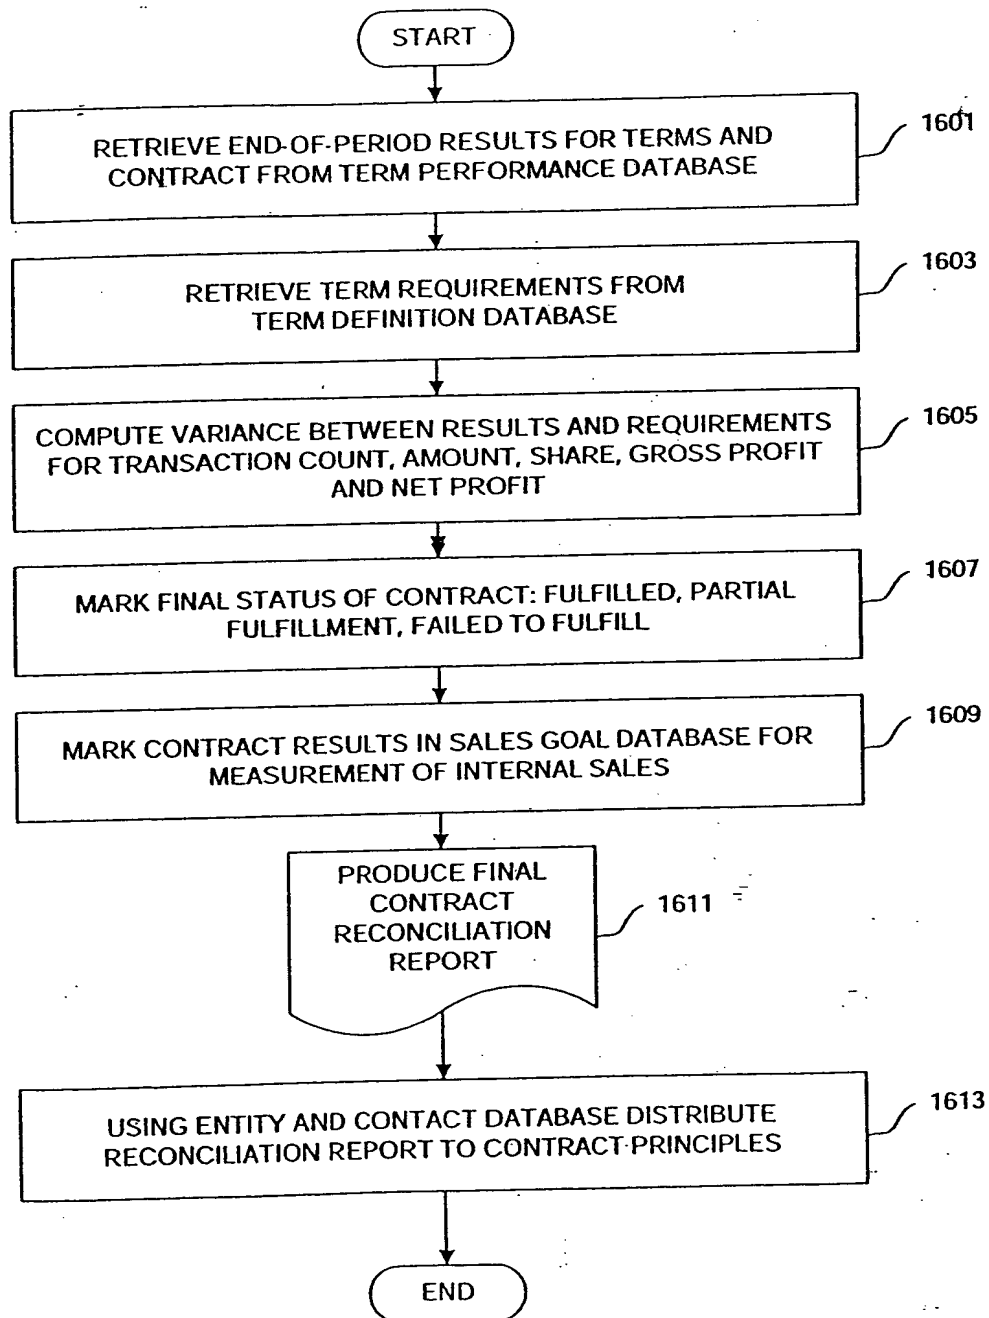 START
RETRIEVE END-OF-PERIOD RESULTS FOR TERMS AND
CONTRACT FROM TERM PERFORMANCE DATABASE
1601
RETRIEVE TERM REQUIREMENTS FROM
TERM DEFINITION DATABASE
1603
COMPUTE VARIANCE BETWEEN RESULTS AND REQUIREMENTS
FOR TRANSACTION COUNT, AMOUNT, SHARE, GROSS PROFIT
AND NET PROFIT
1605
MARK FINAL STATUS OF CONTRACT: FULFILLED, PARTIAL
FULFILLMENT, FAILED TO FULFILL
1607
MARK CONTRACT RESULTS IN SALES GOAL DATABASE FOR
MEASUREMENT OF INTERNAL SALES
1609
PRODUCE FINAL
CONTRACT
RECONCILIATION
REPORT
1611
USING ENTITY AND CONTACT DATABASE DISTRIBUTE
RECONCILIATION REPORT TO CONTRACT PRINCIPLES
1613
END